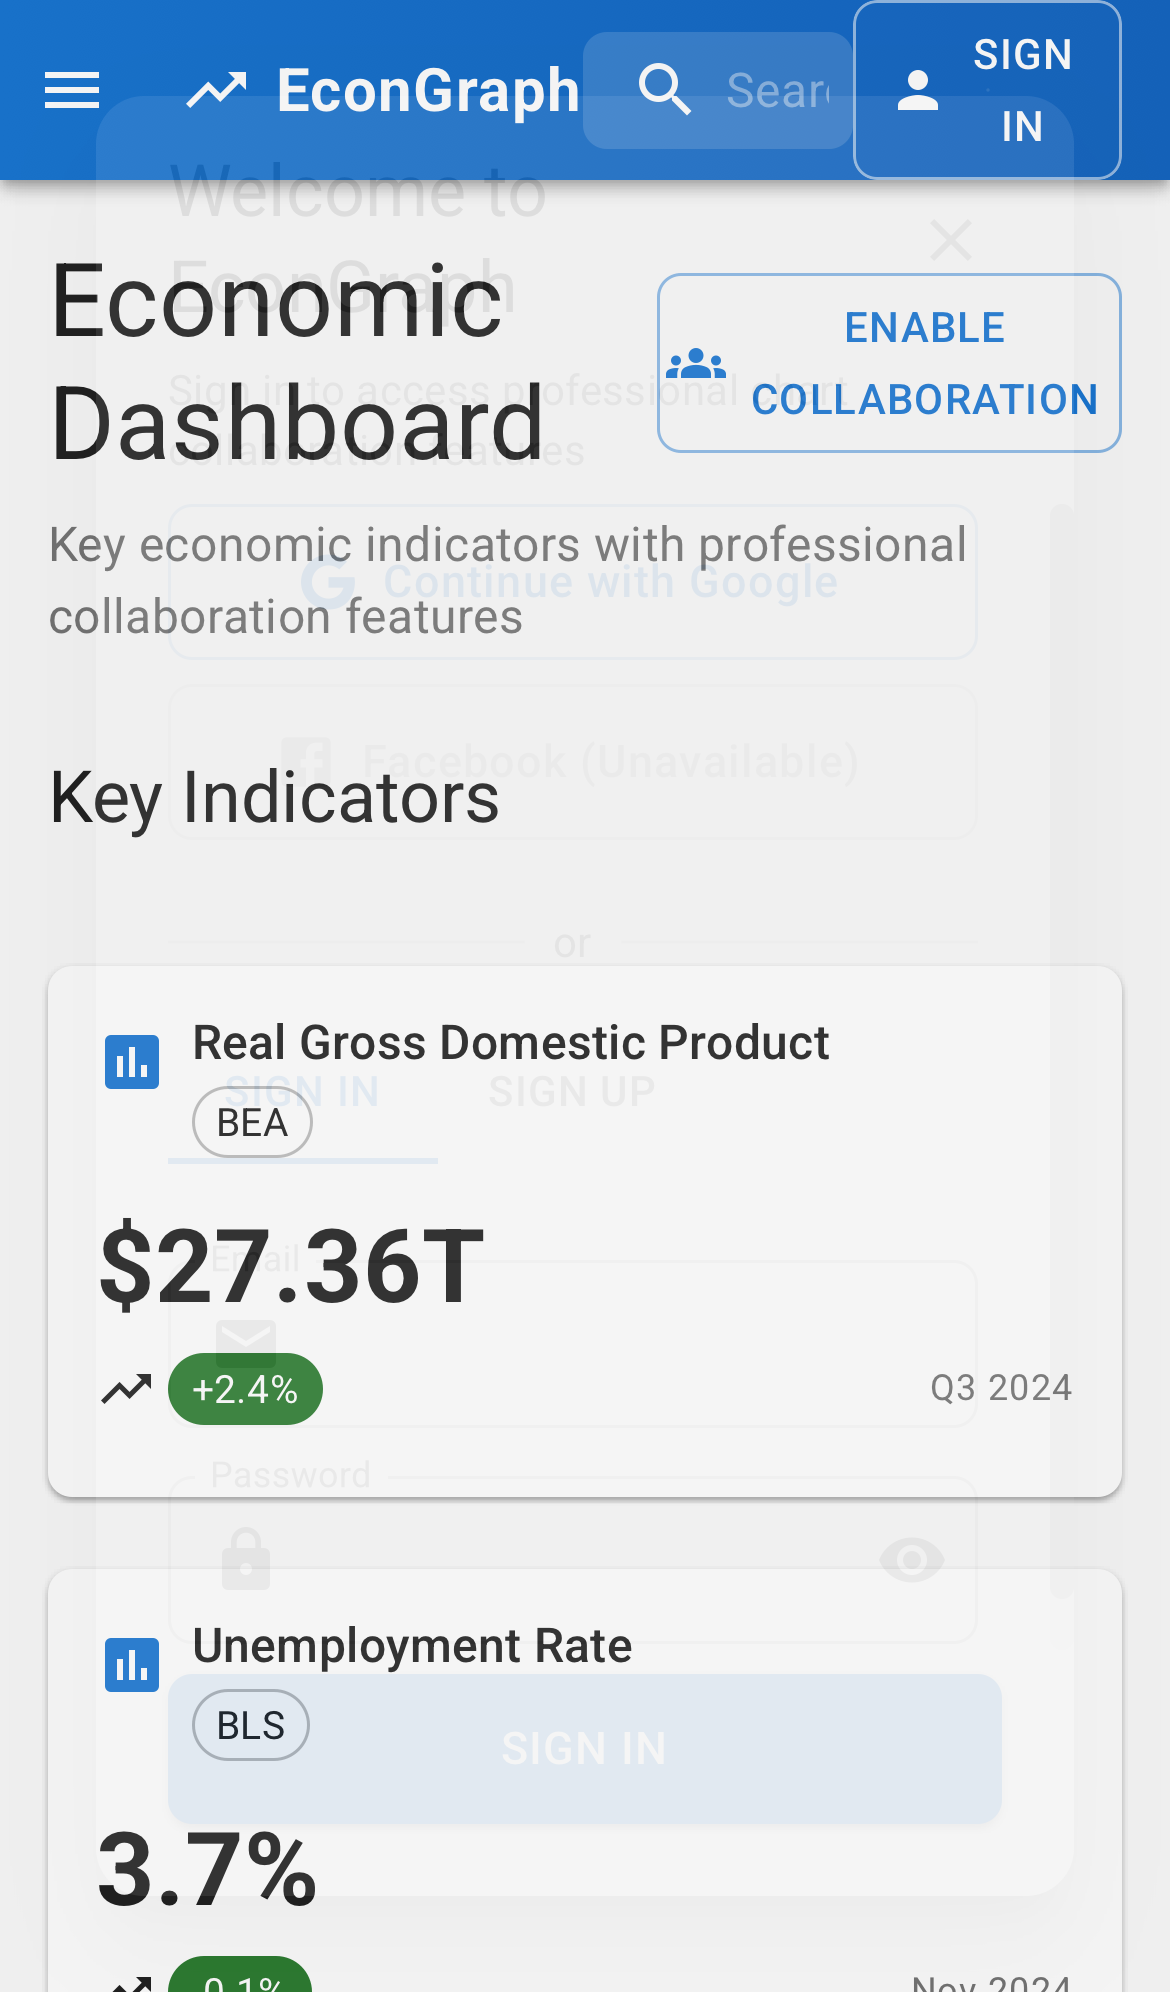 EconGraph
Sear
SIGN
IN
Welcome to
EconGraph
Economic
Dashboard
ENABLE
COLLABORATION
Sign in to access professional chart
collaboration features
Key economic indicators with professional
collaboration features
Continue with Google
Facebook (Unavailable)
Key Indicators
or
Real Gross Domestic Product
BEA
SIGN IN
SIGN UP
$27.36T
Email
+2.4%
Q3 2024
Password
Unemployment Rate
BLS
SIGN IN
3.7%
-0.1%
Nov 2024